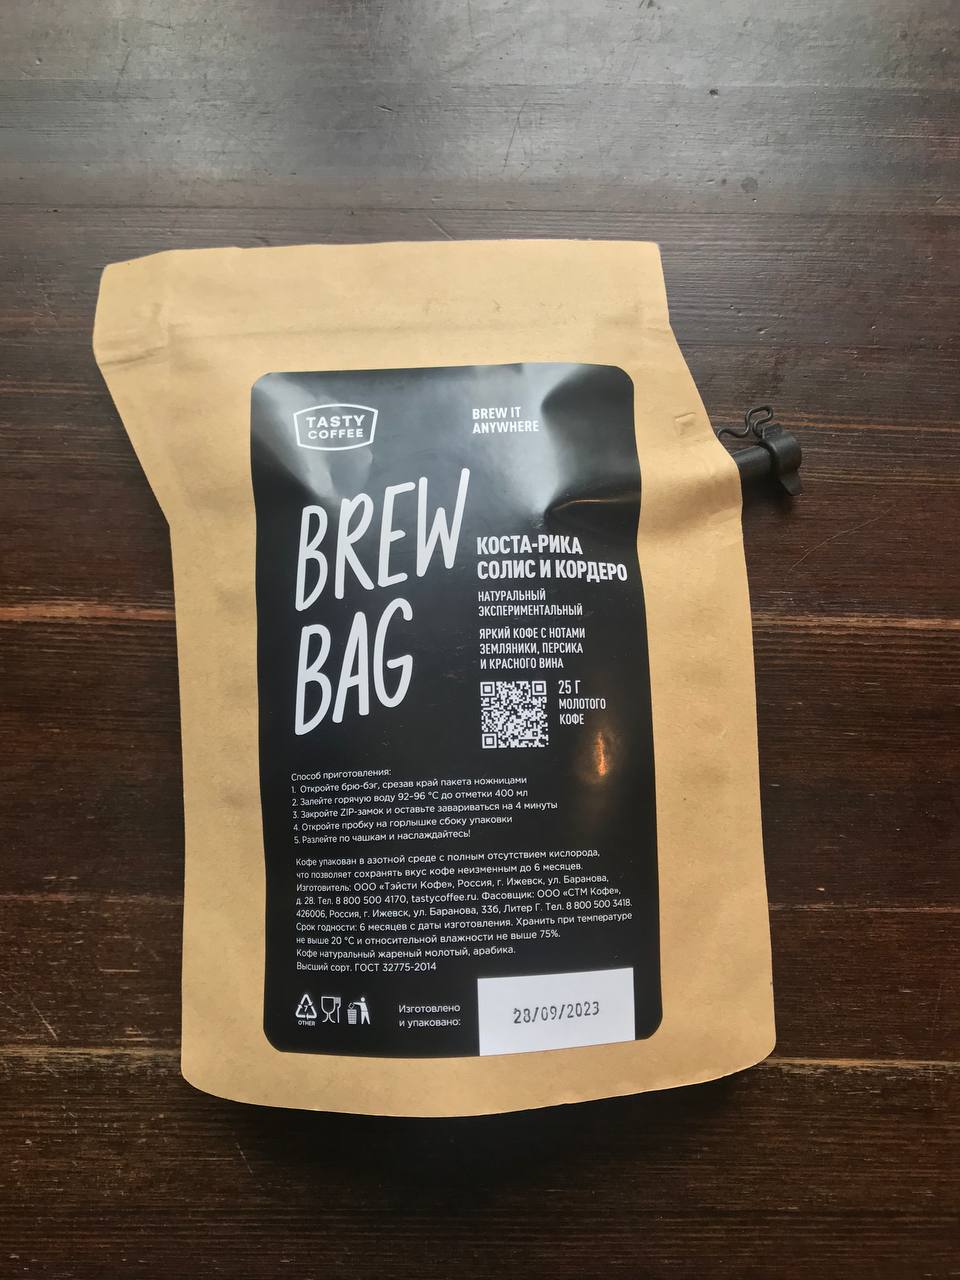 TASTY
COFFEE
BREW IT
ANYWHERE
BREW
BAG
КОСТА-РИКА
СОЛИС И КОРДЕРО
НАТУРАЛЬНЫЙ
ЭКСПЕРИМЕНТАЛЬНЫЙ
ЯРКИЙ КОФЕ С НОТАМИ
ЗЕМЛЯНИКИ, ПЕРСИКА
И КРАСНОГО ВИНА
25 Г
МОЛОТОГО
КОФЕ
Способ приготовления:
1. Откройте брю-бэг, срезав край пакета ножницами
2. Залейте горячую воду 92-96 °С до отметки 400 мл
3. Закройте ZIP-замок и оставьте завариваться на 4 минуты
4. Откройте пробку на горлышке сбоку упаковки
5. Разлейте по чашкам и наслаждайтесь!
Кофе упакован в азотной среде с полным отсутствием кислорода,
что позволяет сохранять вкус кофе неизменным до 6 месяцев.
Изготовитель: ООО «Тэйсти Кофе», Россия, г. Ижевск, ул. Баранова,
д. 28. Тел. 8 800 500 4170, tastycoffee.ru. Фасовщик: ООО «СТМ Кофе»,
426006, Россия, г. Ижевск, ул. Баранова, 33б, Литер Г. Тел. 8 800 500 3418.
Срок годности: 6 месяцев с даты изготовления. Хранить при температуре
не выше 20 °С и относительной влажности не выше 75%.
Кофе натуральный жареный молотый, арабика.
Высший сорт. ГОСТ 32775-2014
7
OTHER
Изготовлено
и упаковано:
28/09/2023